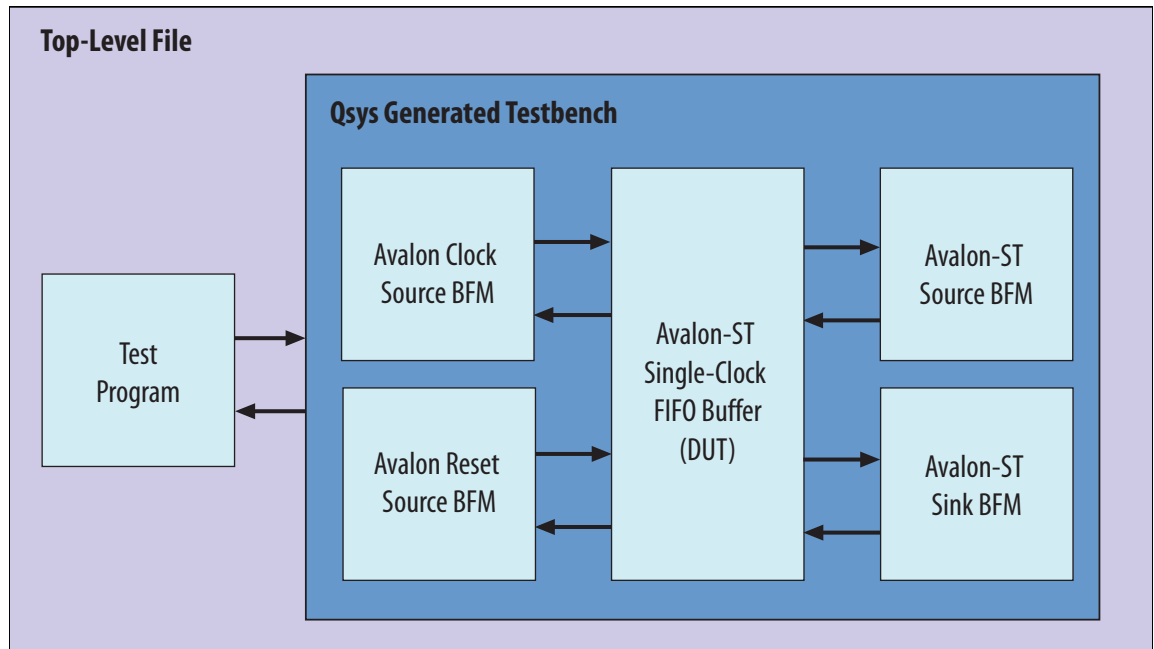 Top-Level File
Qsys Generated Testbench
Test
Program
Avalon Clock
Source BFM
Avalon Reset
Source BFM
Avalon-ST
Single-Clock
FIFO Buffer
(DUT)
Avalon-ST
Source BFM
Avalon-ST
Sink BFM